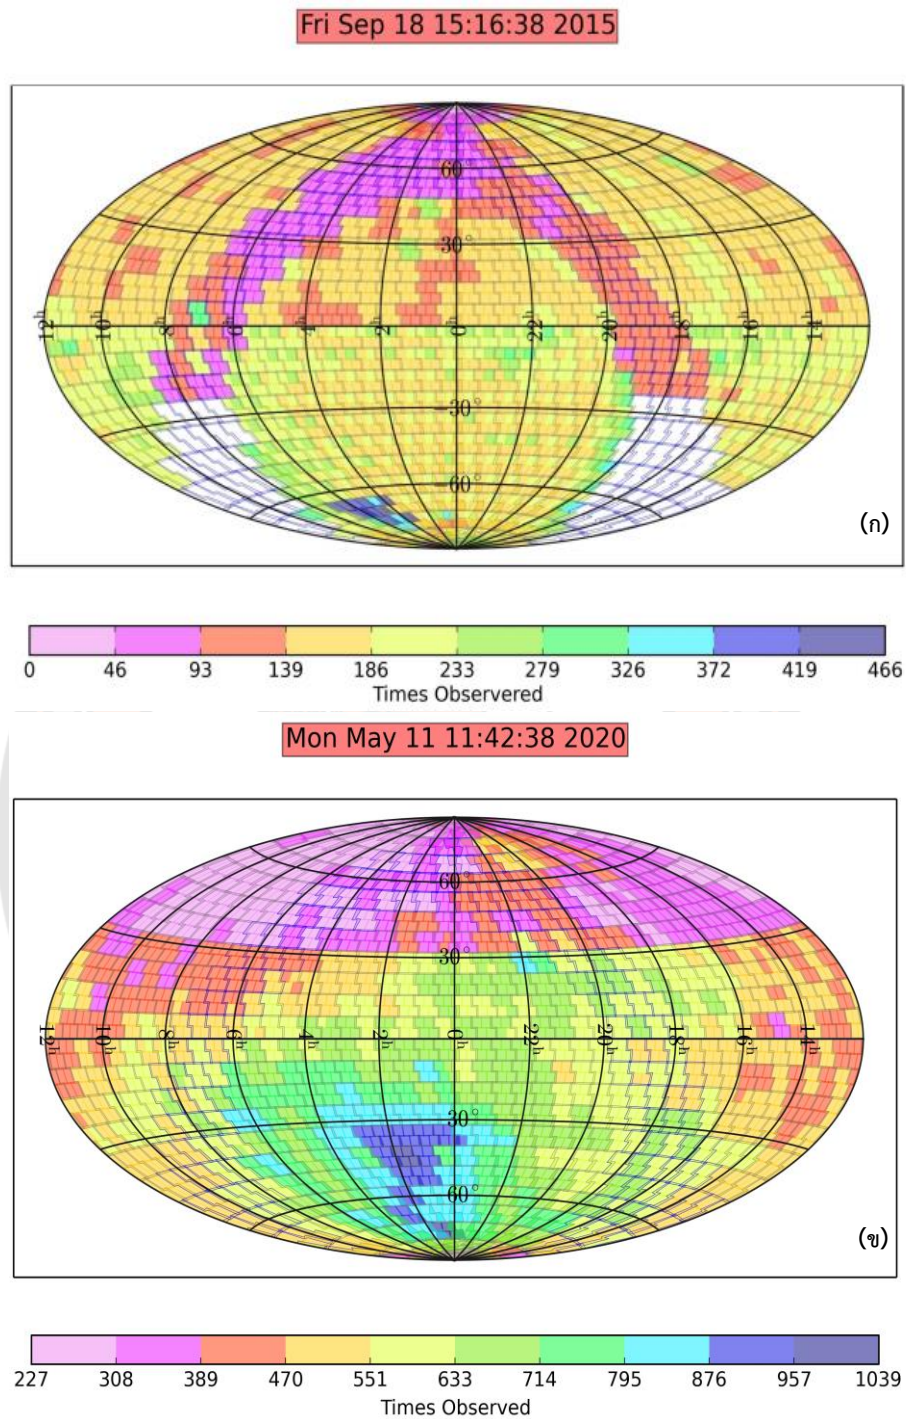 Fri Sep 18 15:16:38 2015
60°
30°
12h 10h 8h 6h 4h 2h 0h 22h 20h 18h 16h 14h
−30°
−60°
(ก)
0 46 93 139 186 233 279 326 372 419 466
Times Observered
Mon May 11 11:42:38 2020
60°
30°
12h 10h 8h 6h 4h 2h 0h 22h 20h 18h 16h 14h
30°
60°
(ข)
227 308 389 470 551 633 714 795 876 957 1039
Times Observed